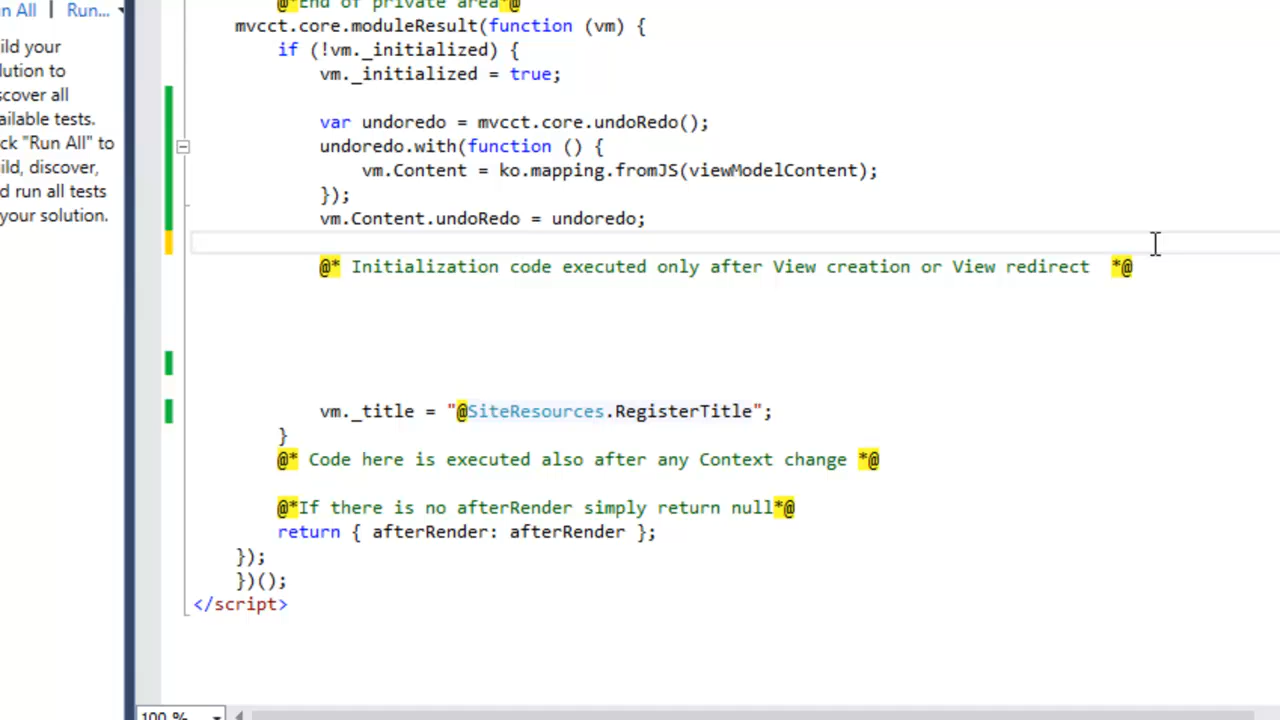 n All | Run...
ild your
lution to
scover all
ailable tests.
ck "Run All" to
ild, discover,
d run all tests
your solution.
@*End of private area*@
mvcct.core.moduleResult(function (vm) {
if (!vm._initialized) {
vm._initialized = true;
var undoredo = mvcct.core.undoRedo();
undoredo.with(function () {
vm.Content = ko.mapping.fromJS(viewModelContent);
});
vm.Content.undoRedo = undoredo;
@* Initialization code executed only after View creation or View redirect *@
vm._title = "@SiteResources.RegisterTitle";
}
@* Code here is executed also after any Context change *@
@*If there is no afterRender simply return null*@
return { afterRender: afterRender };
});
})();
</script>
100 %